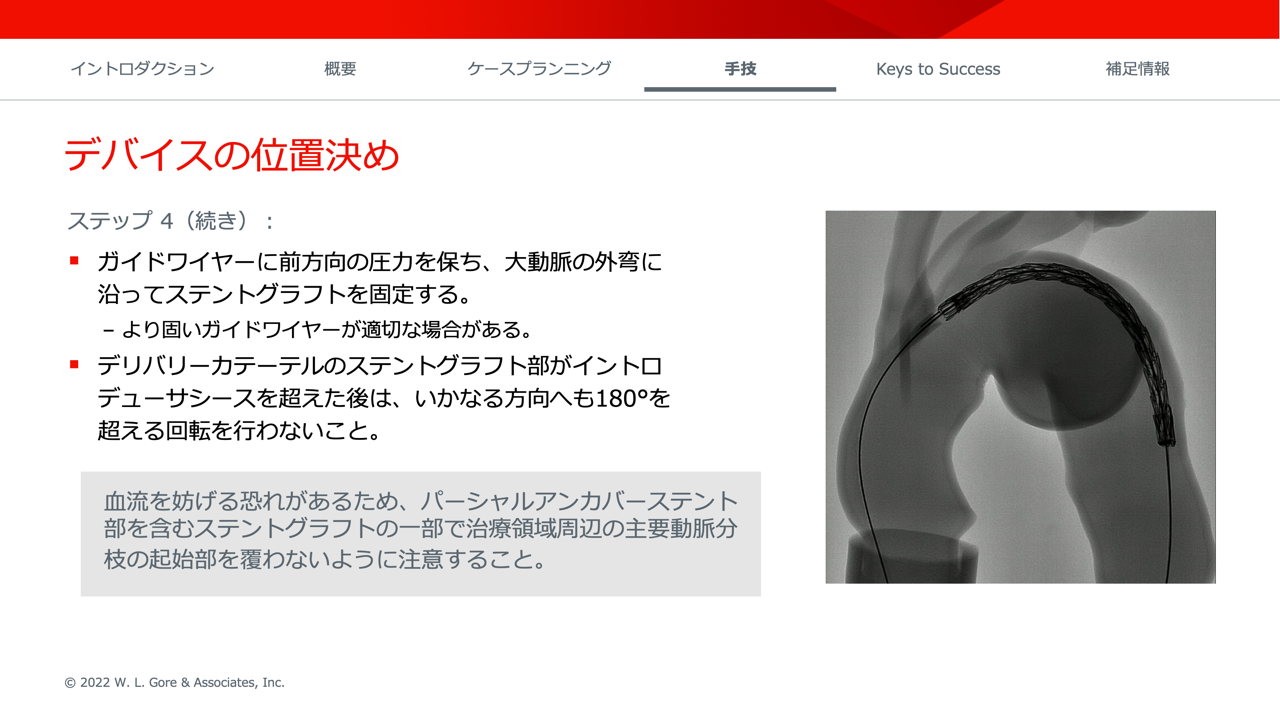 イントロダクション 概要 ケースプランニング 手技 Keys to Success 補足情報
デバイスの位置決め
ステップ 4（続き）：
▪ ガイドワイヤーに前方向の圧力を保ち、大動脈の外弯に
沿ってステントグラフトを固定する。
– より固いガイドワイヤーが適切な場合がある。
▪ デリバリーカテーテルのステントグラフト部がイントロ
デューサシースを超えた後は、いかなる方向へも180°を
超える回転を行わないこと。
血流を妨げる恐れがあるため、パーシャルアンカバーステント
部を含むステントグラフトの一部で治療領域周辺の主要動脈分
枝の起始部を覆わないように注意すること。
© 2022 W. L. Gore & Associates, Inc.